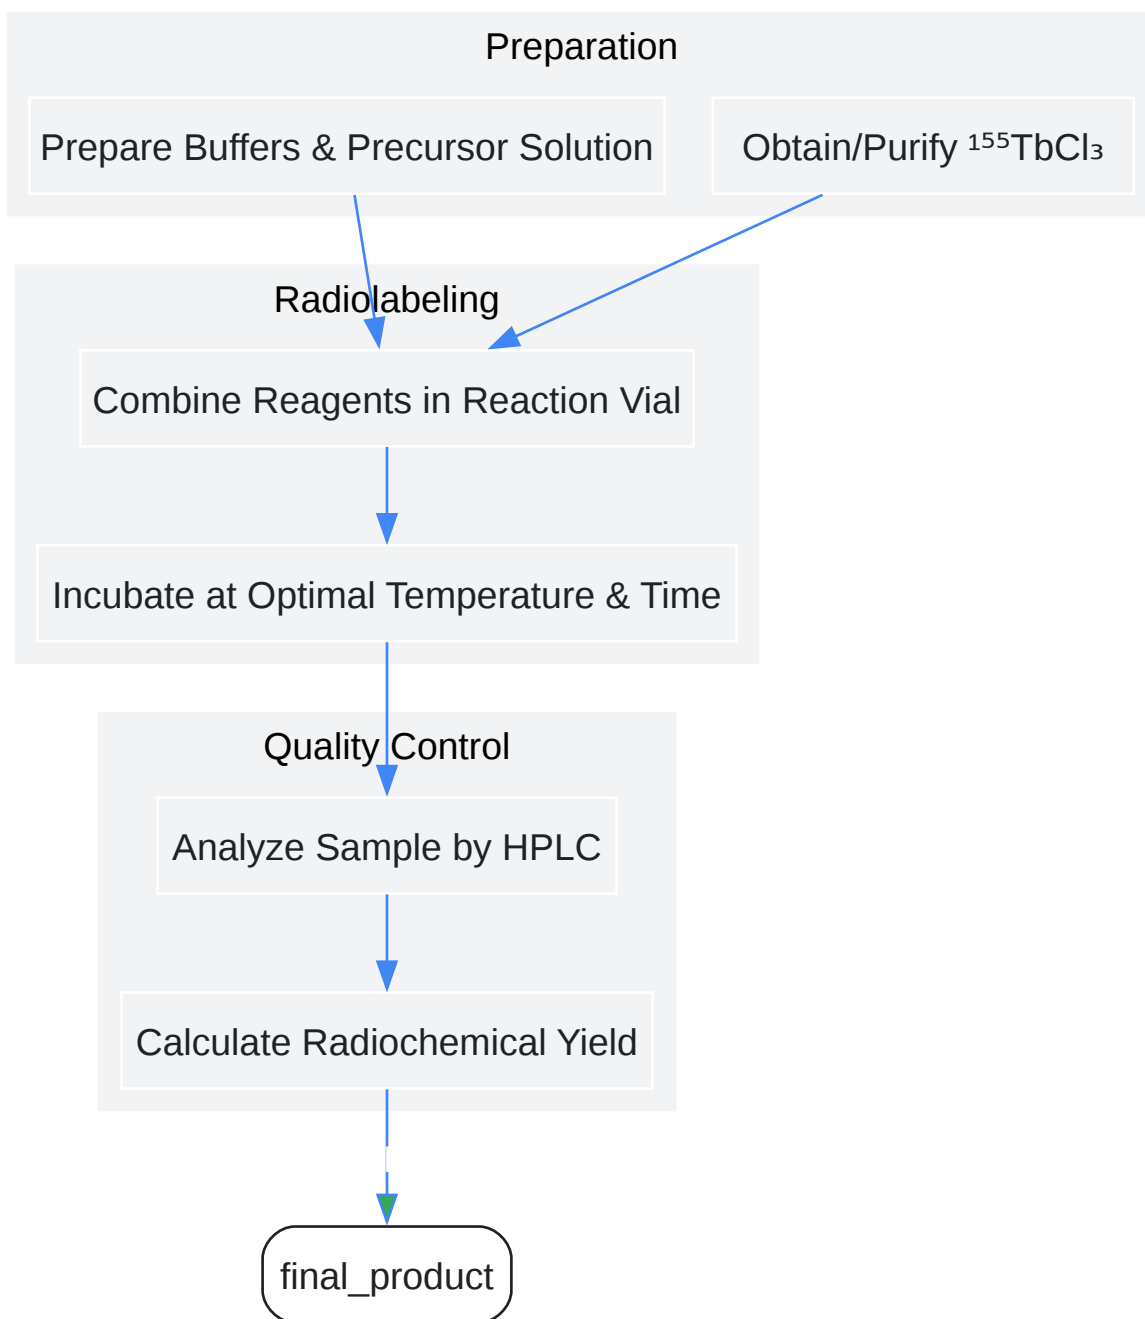 Preparation
Prepare Buffers & Precursor Solution
Obtain/Purify ¹⁵⁵TbCl₃
Radiolabeling
Combine Reagents in Reaction Vial
Incubate at Optimal Temperature & Time
Quality Control
Analyze Sample by HPLC
Calculate Radiochemical Yield
final_product